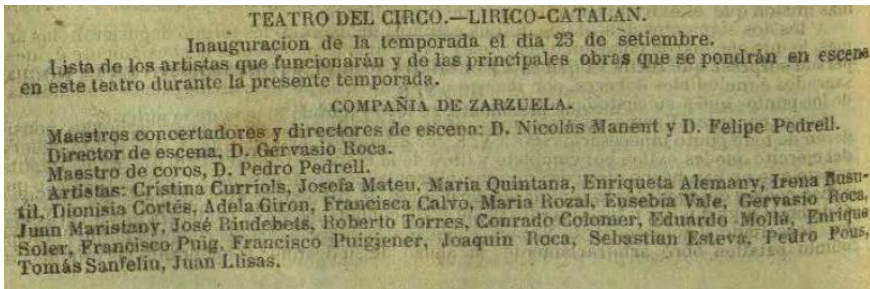 TEATRO DEL CIRCO.—LIRICO-CATALAN.
Inauguracion de la temporada el dia 23 de setiembre.
Lista de los artistas que funcionarán y de las principales obras que se pondrán en escena
en este teatro durante la presente temporada.
COMPAÑIA DE ZARZUELA.
Maestros concertadores y directores de escena: D. Nicolás Manent y D. Felipe Pedrell.
Director de escena, D. Gervasio Roca.
Maestro de coros, D. Pedro Pedrell.
Artistas: Cristina Curriols, Josefa Mateu, Maria Quintana, Enriqueta Alemany, Irena Busu-
til, Dionisia Cortés, Adela Giron, Francisca Calvo, Maria Rozal, Eusebia Vale, Gervasio Roca,
Juan Maristany, José Rindebets, Roberto Torres, Conrado Colomer, Eduardo Mollá, Enrique
Soler, Francisco Puig, Francisco Puigjener, Joaquin Roca, Sebastian Esteva, Pedro Pous,
Tomás Sanfeliu, Juan Llisas.